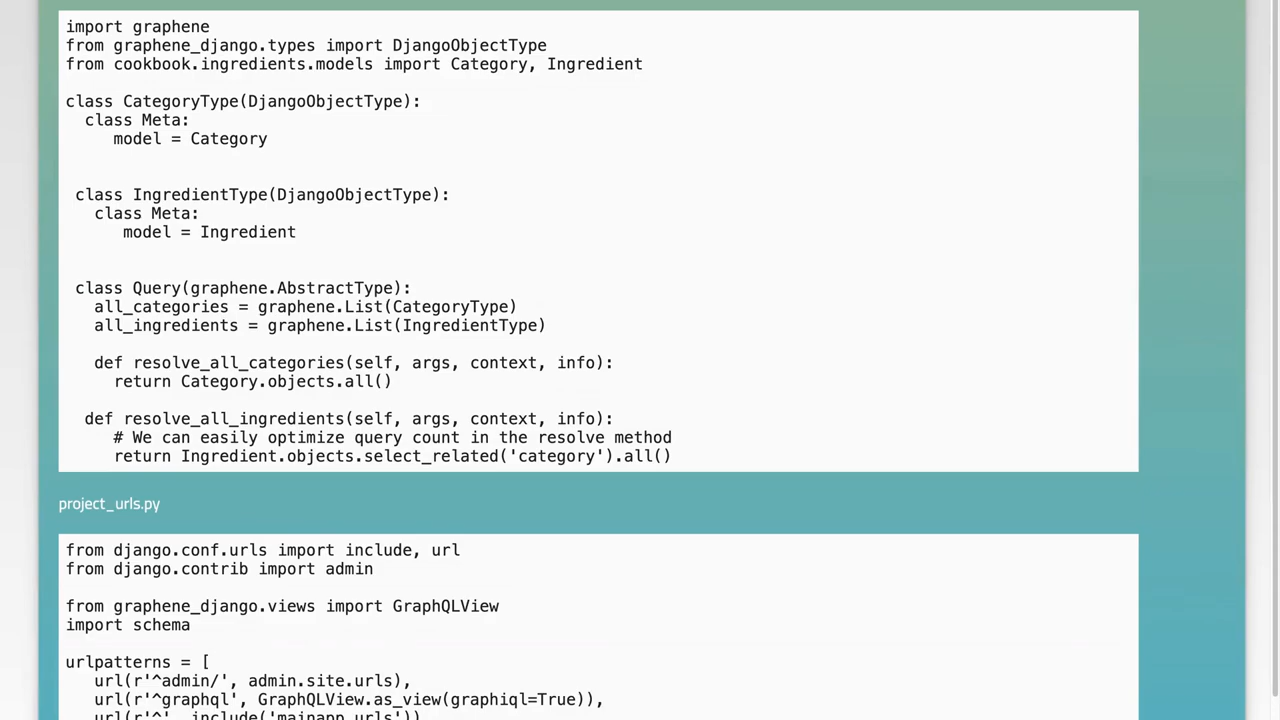 import graphene
from graphene_django.types import DjangoObjectType
from cookbook.ingredients.models import Category, Ingredient
class CategoryType(DjangoObjectType):
class Meta:
model = Category
class IngredientType(DjangoObjectType):
class Meta:
model = Ingredient
class Query(graphene.AbstractType):
all_categories = graphene.List(CategoryType)
all_ingredients = graphene.List(IngredientType)
def resolve_all_categories(self, args, context, info):
return Category.objects.all()
def resolve_all_ingredients(self, args, context, info):
# We can easily optimize query count in the resolve method
return Ingredient.objects.select_related('category').all()
project_urls.py
from django.conf.urls import include, url
from django.contrib import admin
from graphene_django.views import GraphQLView
import schema
urlpatterns = [
url(r'^admin/', admin.site.urls),
url(r'^graphql', GraphQLView.as_view(graphiql=True)),
url(r'^', include('mainapp.urls'))